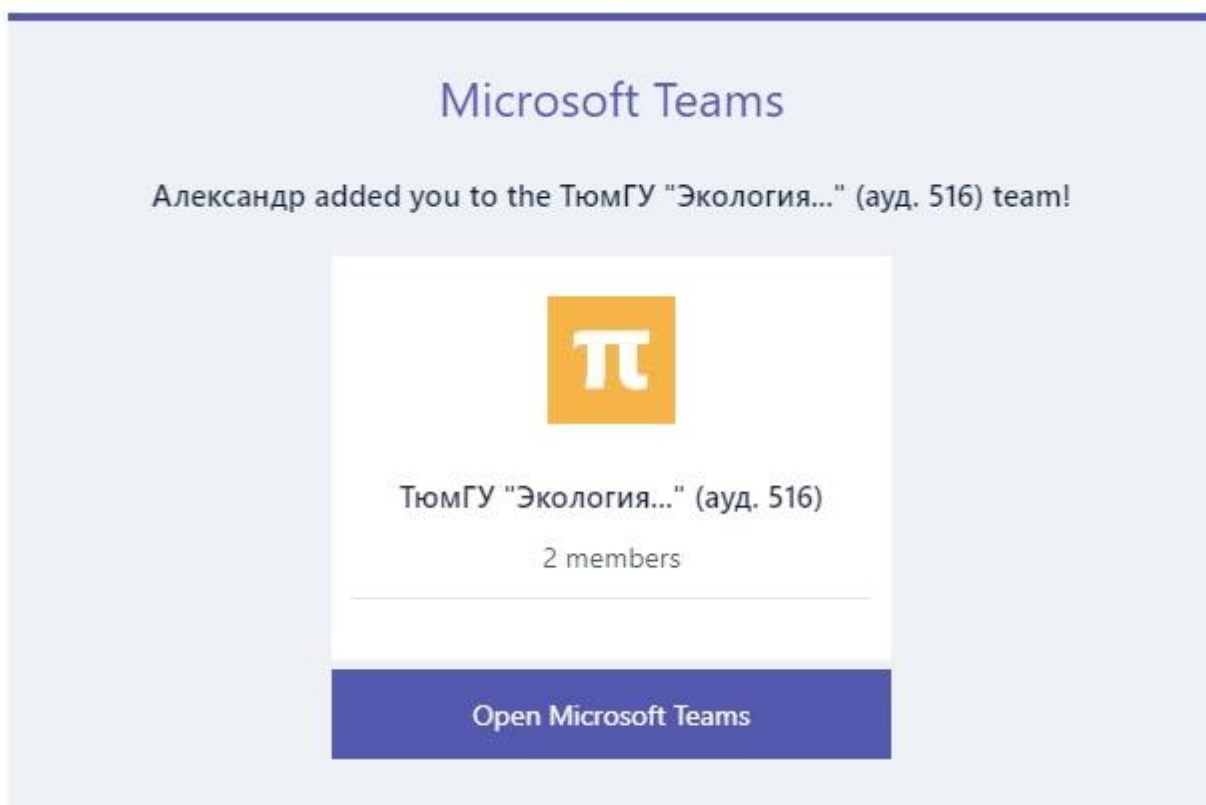 Microsoft Teams
Александр added you to the ТюмГУ "Экология..." (ауд. 516) team!
π
ТюмГУ "Экология..." (ауд. 516)
2 members
Open Microsoft Teams